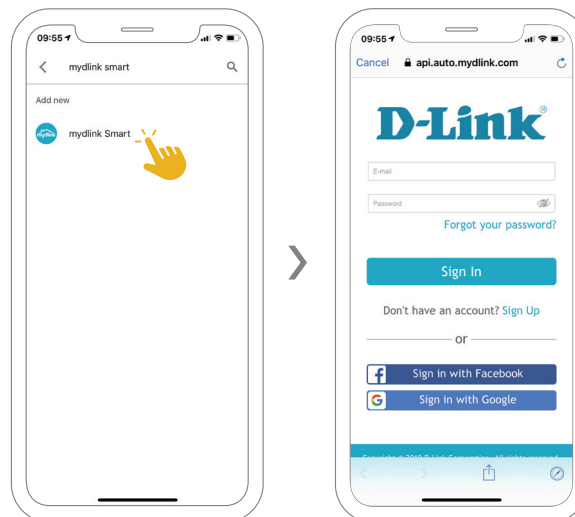 09:55
mydlink smart
Add new
mydlink
mydlink Smart
09:55
Cancel
api.auto.mydlink.com
D-Link®
E-mail
Password
Forgot your password?
Sign In
Don't have an account? Sign Up
or
Sign in with Facebook
G Sign in with Google